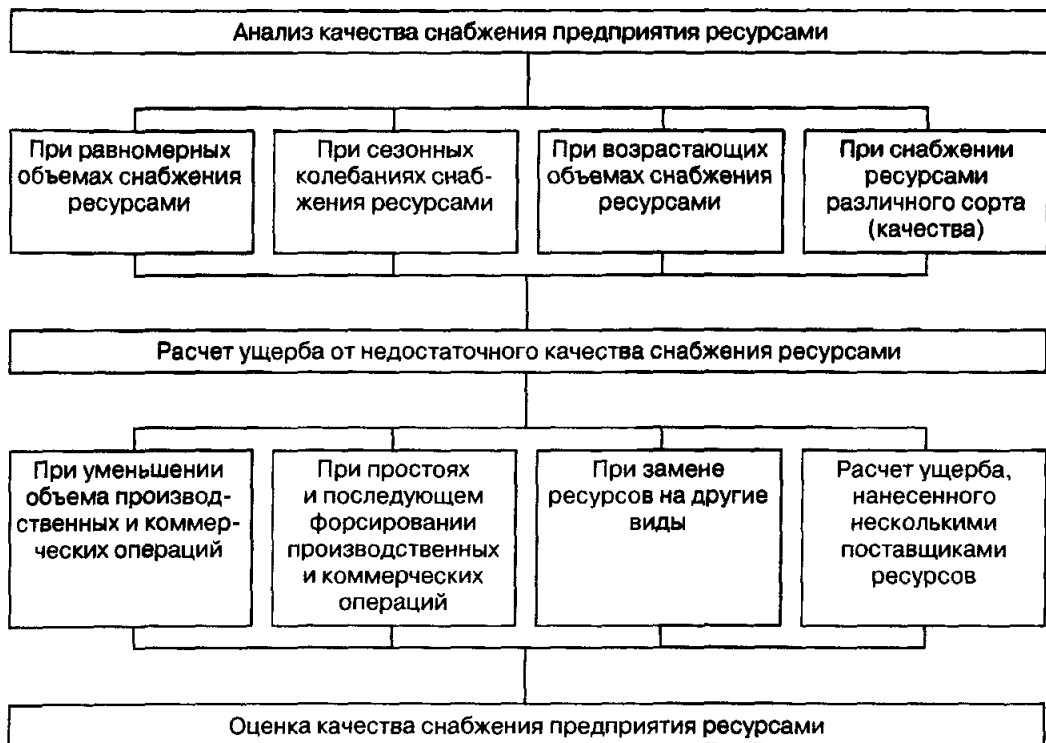 Анализ качества снабжения предприятия ресурсами
При равномерных
объемах снабжения
ресурсами
При сезонных
колебаниях снаб-
жения ресурсами
При возрастающих
объемах снабжения
ресурсами
При снабжении
ресурсами
различного сорта
(качества)
Расчет ущерба от недостаточного качества снабжения ресурсами
При уменьшении
объема производ-
ственных и коммер-
ческих операций
При простоях
и последующем
форсировании
производственных
и коммерческих
операций
При замене
ресурсов на другие
виды
Расчет ущерба,
нанесенного
несколькими
поставщиками
ресурсов
Оценка качества снабжения предприятия ресурсами